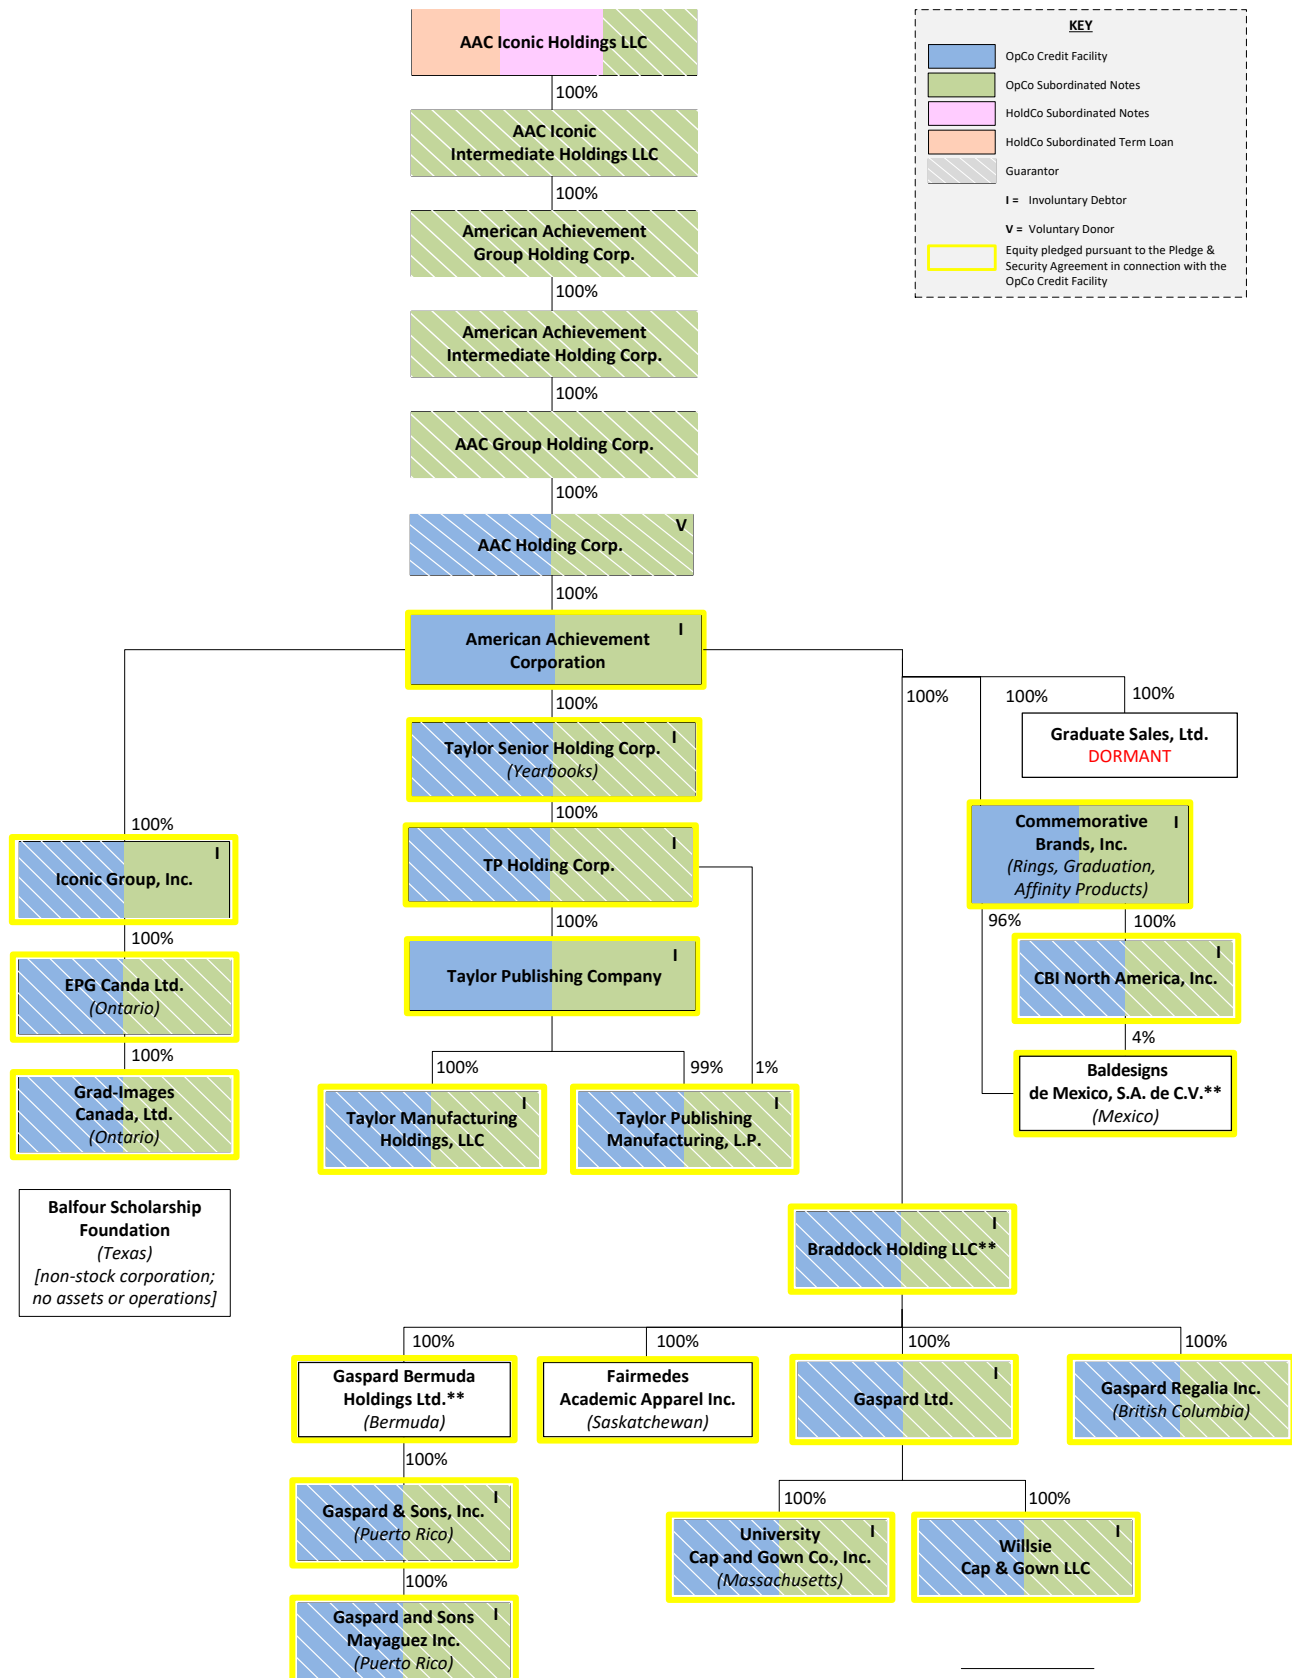 AAC Iconic Holdings LLC
100%
AAC Iconic
Intermediate Holdings LLC
100%
American Achievement
Group Holding Corp.
100%
American Achievement
Intermediate Holding Corp.
100%
AAC Group Holding Corp.
100%
V
AAC Holding Corp.
100%
KEY
OpCo Credit Facility
OpCo Subordinated Notes
HoldCo Subordinated Notes
HoldCo Subordinated Term Loan
Guarantor
I = Involuntary Debtor
V = Voluntary Donor
Equity pledged pursuant to the Pledge &
Security Agreement in connection with the
OpCo Credit Facility
I
American Achievement
Corporation
100%
I
Taylor Senior Holding Corp.
(Yearbooks)
100%
I
TP Holding Corp.
100%
I
Taylor Publishing Company
100%
99%
1%
I
Taylor Manufacturing
Holdings, LLC
I
Taylor Publishing
Manufacturing, L.P.
100%
I
Iconic Group, Inc.
100%
EPG Canda Ltd.
(Ontario)
100%
Grad-Images
Canada, Ltd.
(Ontario)
Balfour Scholarship
Foundation
(Texas)
[non-stock corporation;
no assets or operations]
100%
100%
100%
Graduate Sales, Ltd.
DORMANT
I
Commemorative
Brands, Inc.
(Rings, Graduation,
Affinity Products)
96%
100%
I
CBI North America, Inc.
4%
Baldesigns
de Mexico, S.A. de C.V.**
(Mexico)
I
Braddock Holding LLC**
100%
100%
100%
100%
Gaspard Bermuda
Holdings Ltd.**
(Bermuda)
Fairmedes
Academic Apparel Inc.
(Saskatchewan)
I
Gaspard Ltd.
Gaspard Regalia Inc.
(British Columbia)
100%
I
Gaspard & Sons, Inc.
(Puerto Rico)
100%
I
Gaspard and Sons
Mayaguez Inc.
(Puerto Rico)
100%
100%
I
University
Cap and Gown Co., Inc.
(Massachusetts)
I
Willsie
Cap & Gown LLC